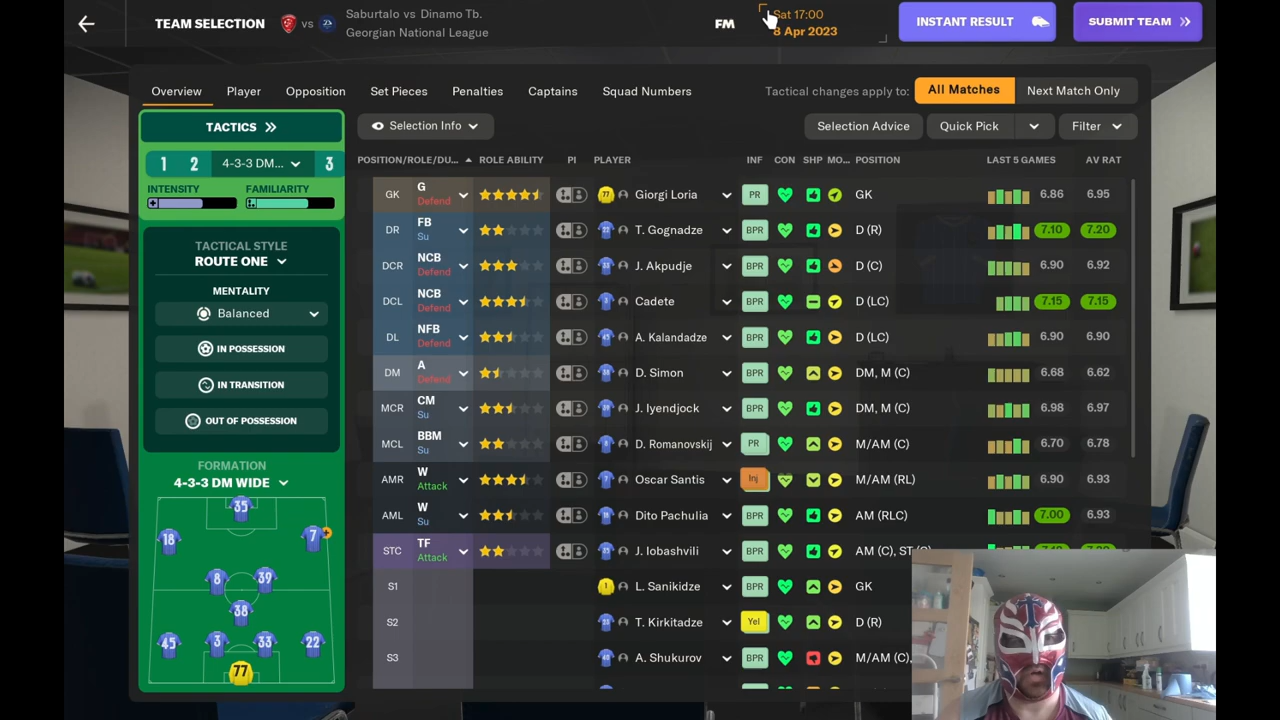 TEAM SELECTION
vs
Saburtalo vs Dinamo Tb.
Georgian National League
FM
Sat 17:00
8 Apr 2023
INSTANT RESULT
SUBMIT TEAM
Overview
Player
Opposition
Set Pieces
Penalties
Captains
Squad Numbers
Tactical changes apply to:
All Matches
Next Match Only
TACTICS
1 2 4-3-3 DM... 3
INTENSITY FAMILIARITY
TACTICAL STYLE
ROUTE ONE
MENTALITY
Balanced
IN POSSESSION
IN TRANSITION
OUT OF POSSESSION
FORMATION
4-3-3 DM WIDE
35
18 7
8 39
38
45 3 33 22
77
Selection Info
Selection Advice
Quick Pick
Filter
POSITION/ROLE/DU... ROLE ABILITY PI PLAYER INF CON SHP MO... POSITION LAST 5 GAMES AV RAT
GK G Defend 77 Giorgi Loria PR GK 6.86 6.95
DR FB Su T. Gognadze BPR D (R) 7.10 7.20
DCR NCB Defend J. Akpudje BPR D (C) 6.90 6.92
DCL NCB Defend Cadete BPR D (LC) 7.15 7.15
DL NFB Defend A. Kalandadze BPR D (LC) 6.90 6.90
DM A Defend D. Simon BPR DM, M (C) 6.68 6.62
MCR CM Su J. Iyendjock BPR DM, M (C) 6.98 6.97
MCL BBM Su D. Romanovskij PR M/AM (C) 6.70 6.78
AMR W Attack Oscar Santis Inj M/AM (RL) 6.90 6.93
AML W Su Dito Pachulia BPR AM (RLC) 7.00 6.93
STC TF Attack J. Iobashvili BPR AM (C), ST (C)
S1 L. Sanikidze BPR GK
S2 T. Kirkitadze Yel D (R)
S3 A. Shukurov BPR M/AM (C),